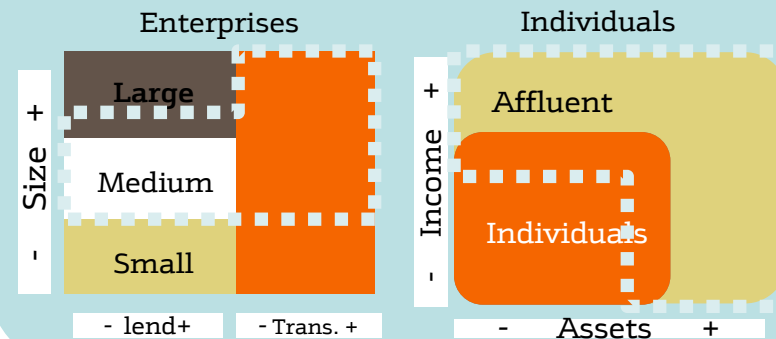 Enterprises
Individuals
+ Size -
Large
Medium
Small
- lend+
- Trans. +
+ Income -
Affluent
Individuals
- Assets +